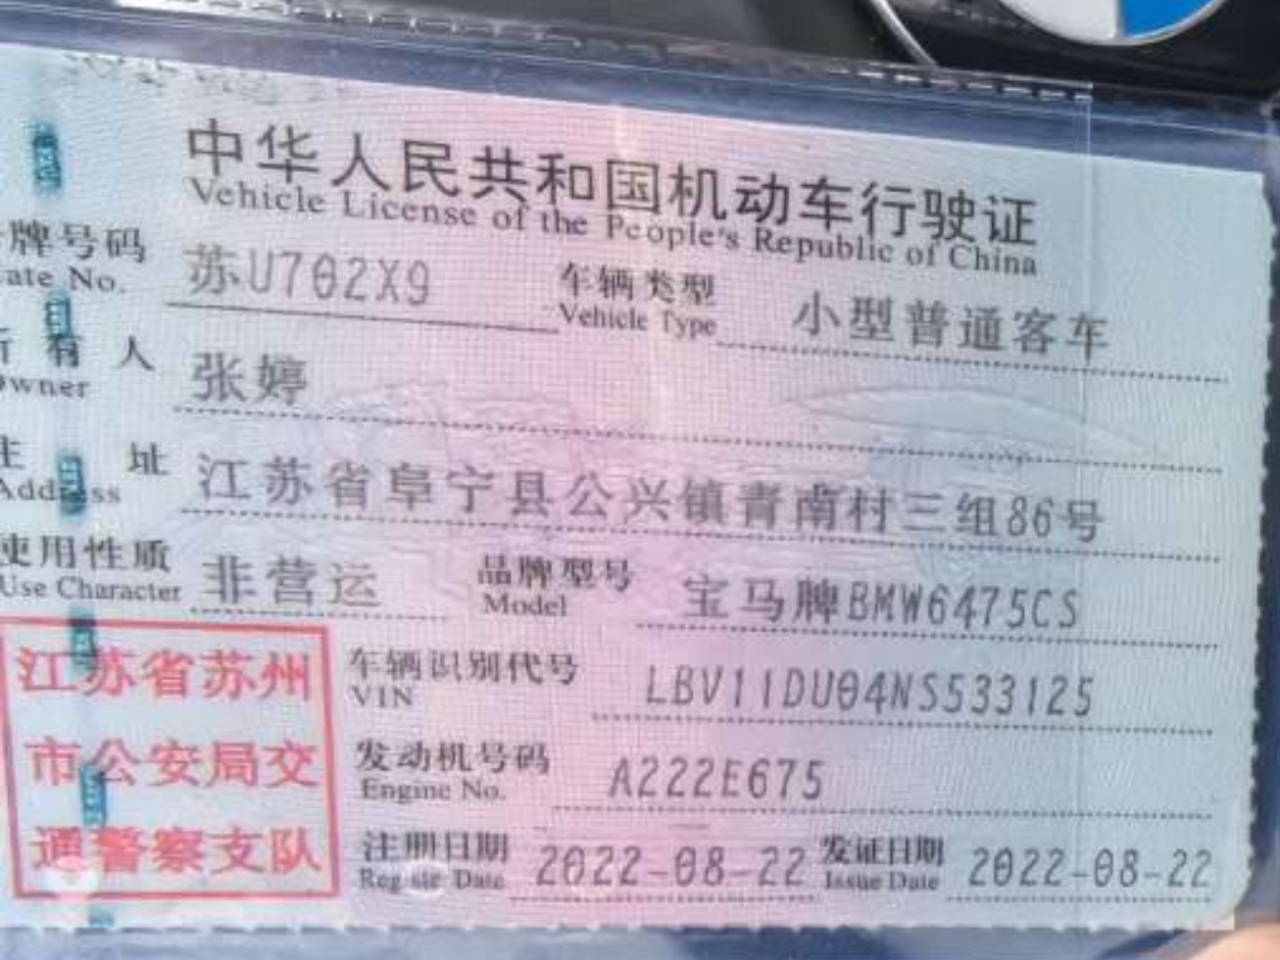 中华人民共和国机动车行驶证
Vehicle License of the People's Republic of China
牌号码 苏U702X9 车辆类型 小型普通客车
ate No. Vehicle Type
所有人 张婷
Owner
住址 江苏省阜宁县公兴镇青南村三组86号
Address
使用性质 非营运 品牌型号 宝马牌BMW6475CS
Use Character Model
江苏省苏州
市公安局交
通警察支队
车辆识别代号 LBV11DU04NS533125
VIN
发动机号码 A222E675
Engine No.
注册日期 2022-08-22 发证日期 2022-08-22
Register Date Issue Date